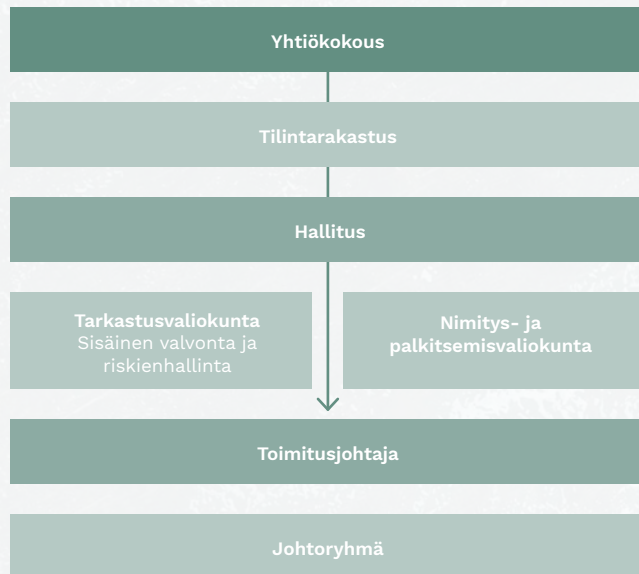 Yhtiökokous
Tilintarakastus
Hallitus
Tarkastusvaliokunta
Sisäinen valvonta ja
riskienhallinta
Nimitys- ja
palkitsemisvaliokunta
Toimitusjohtaja
Johtoryhmä